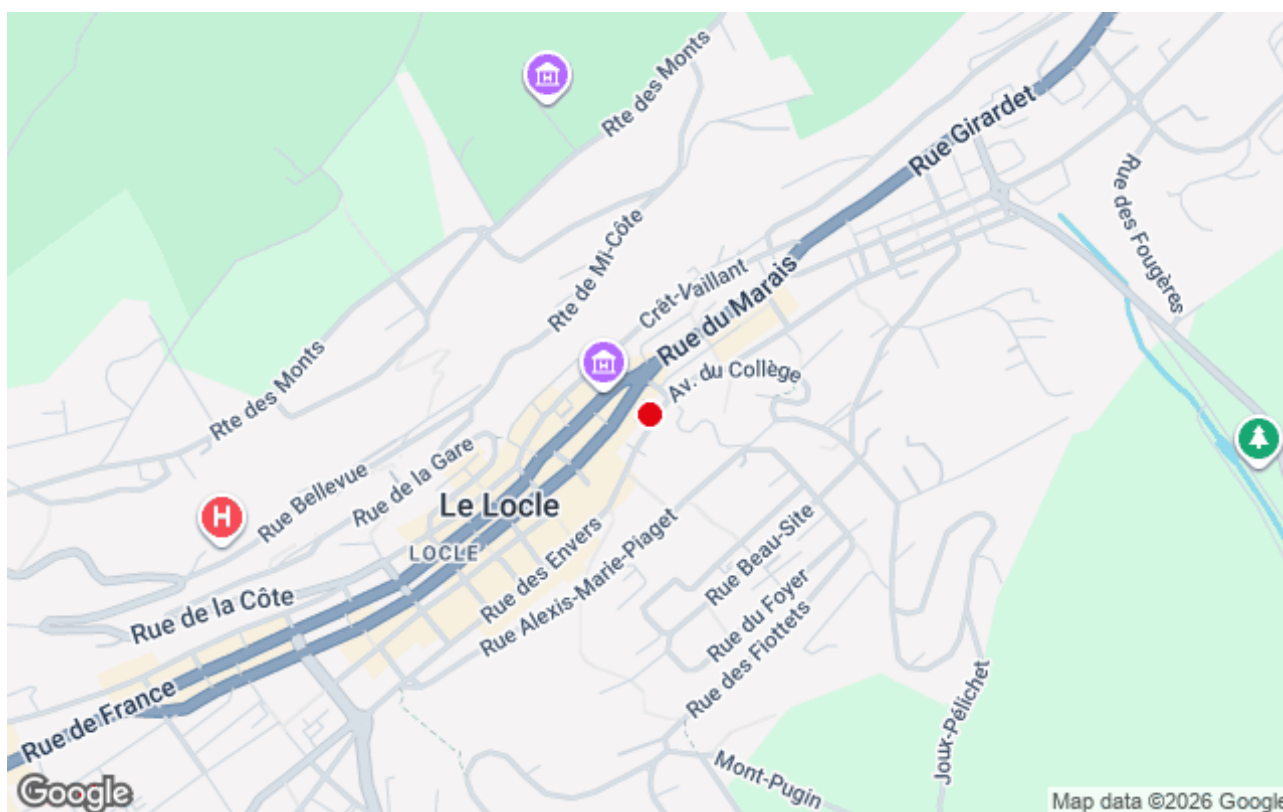 Rte des Monts
Rue Girardet
Rue des Fougères
Rte de Mi-Côte
Crêt-Vaillant
Rue du Marais
Av. du Collège
Rte des Monts
Rue de la Gare
Rue Bellevue
H
Le Locle
LOCLE
Rue des Envers
Rue Alexis-Marie-Piaget
Rue Beau-Site
Rue du Foyer
Rue des Fiottets
Rue de la Côte
Rue de France
Joux-Pélichet
Mont-Pugin
Google
Map data ©2026 Google